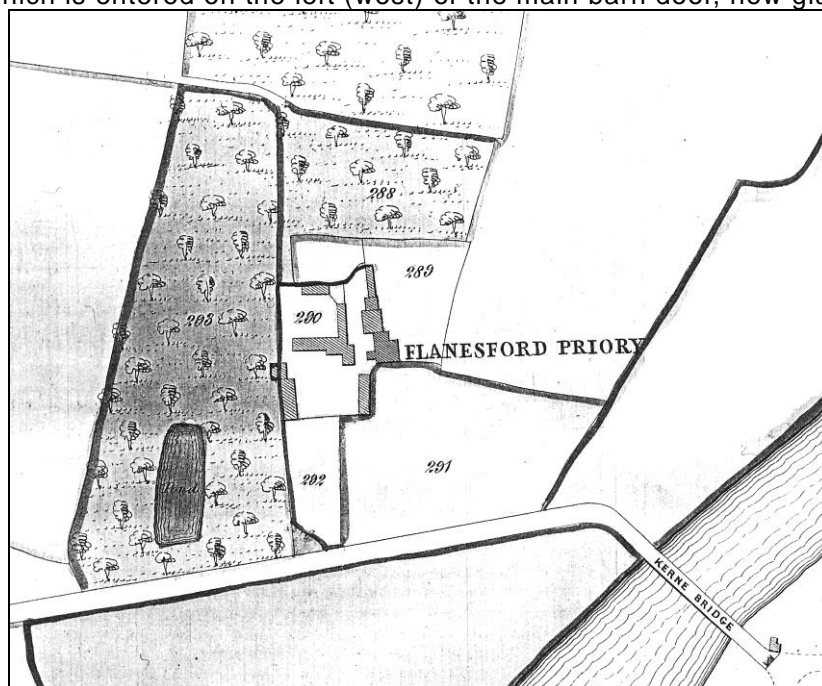 which is entered on the left (west) of the main barn door, now
288
289
290
293
FLANESFORD PRIORY
291
292
Pond
KERNE BRIDGE